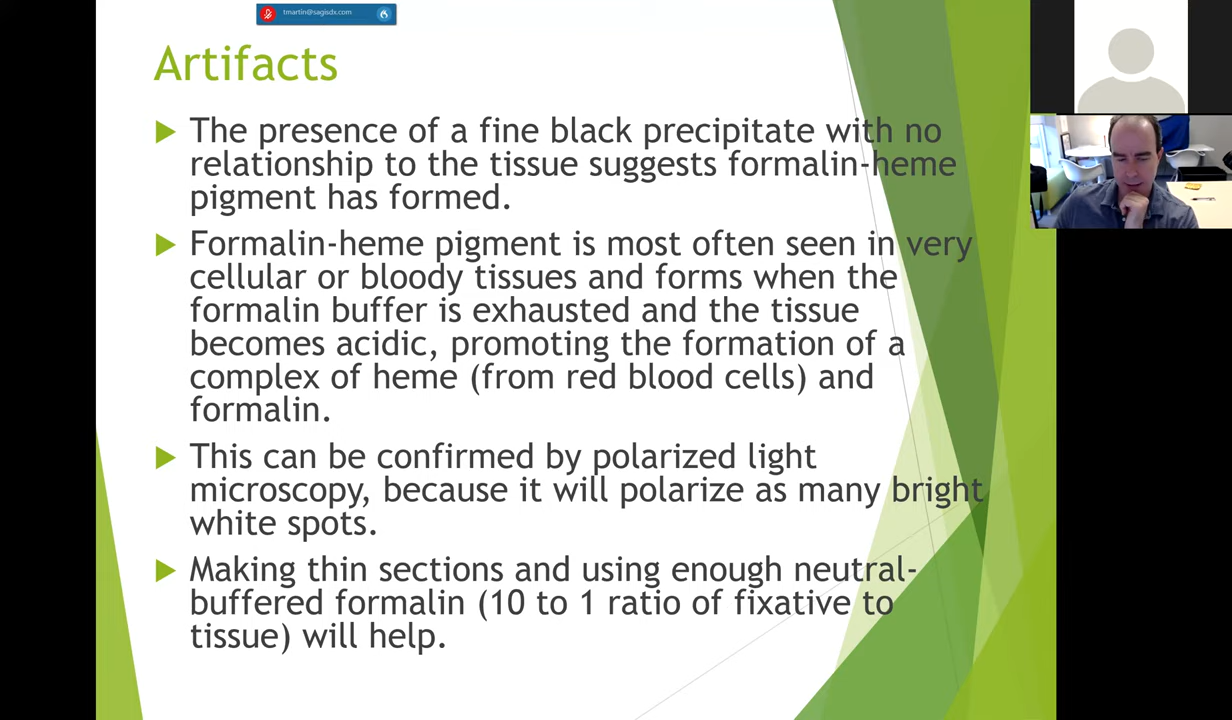 tmartin@sagisdx.com
Artifacts
The presence of a fine black precipitate with no
relationship to the tissue suggests formalin-heme
pigment has formed.
Formalin-heme pigment is most often seen in very
cellular or bloody tissues and forms when the
formalin buffer is exhausted and the tissue
becomes acidic, promoting the formation of a
complex of heme (from red blood cells) and
formalin.
This can be confirmed by polarized light
microscopy, because it will polarize as many bright
white spots.
Making thin sections and using enough neutral-
buffered formalin (10 to 1 ratio of fixative to
tissue) will help.